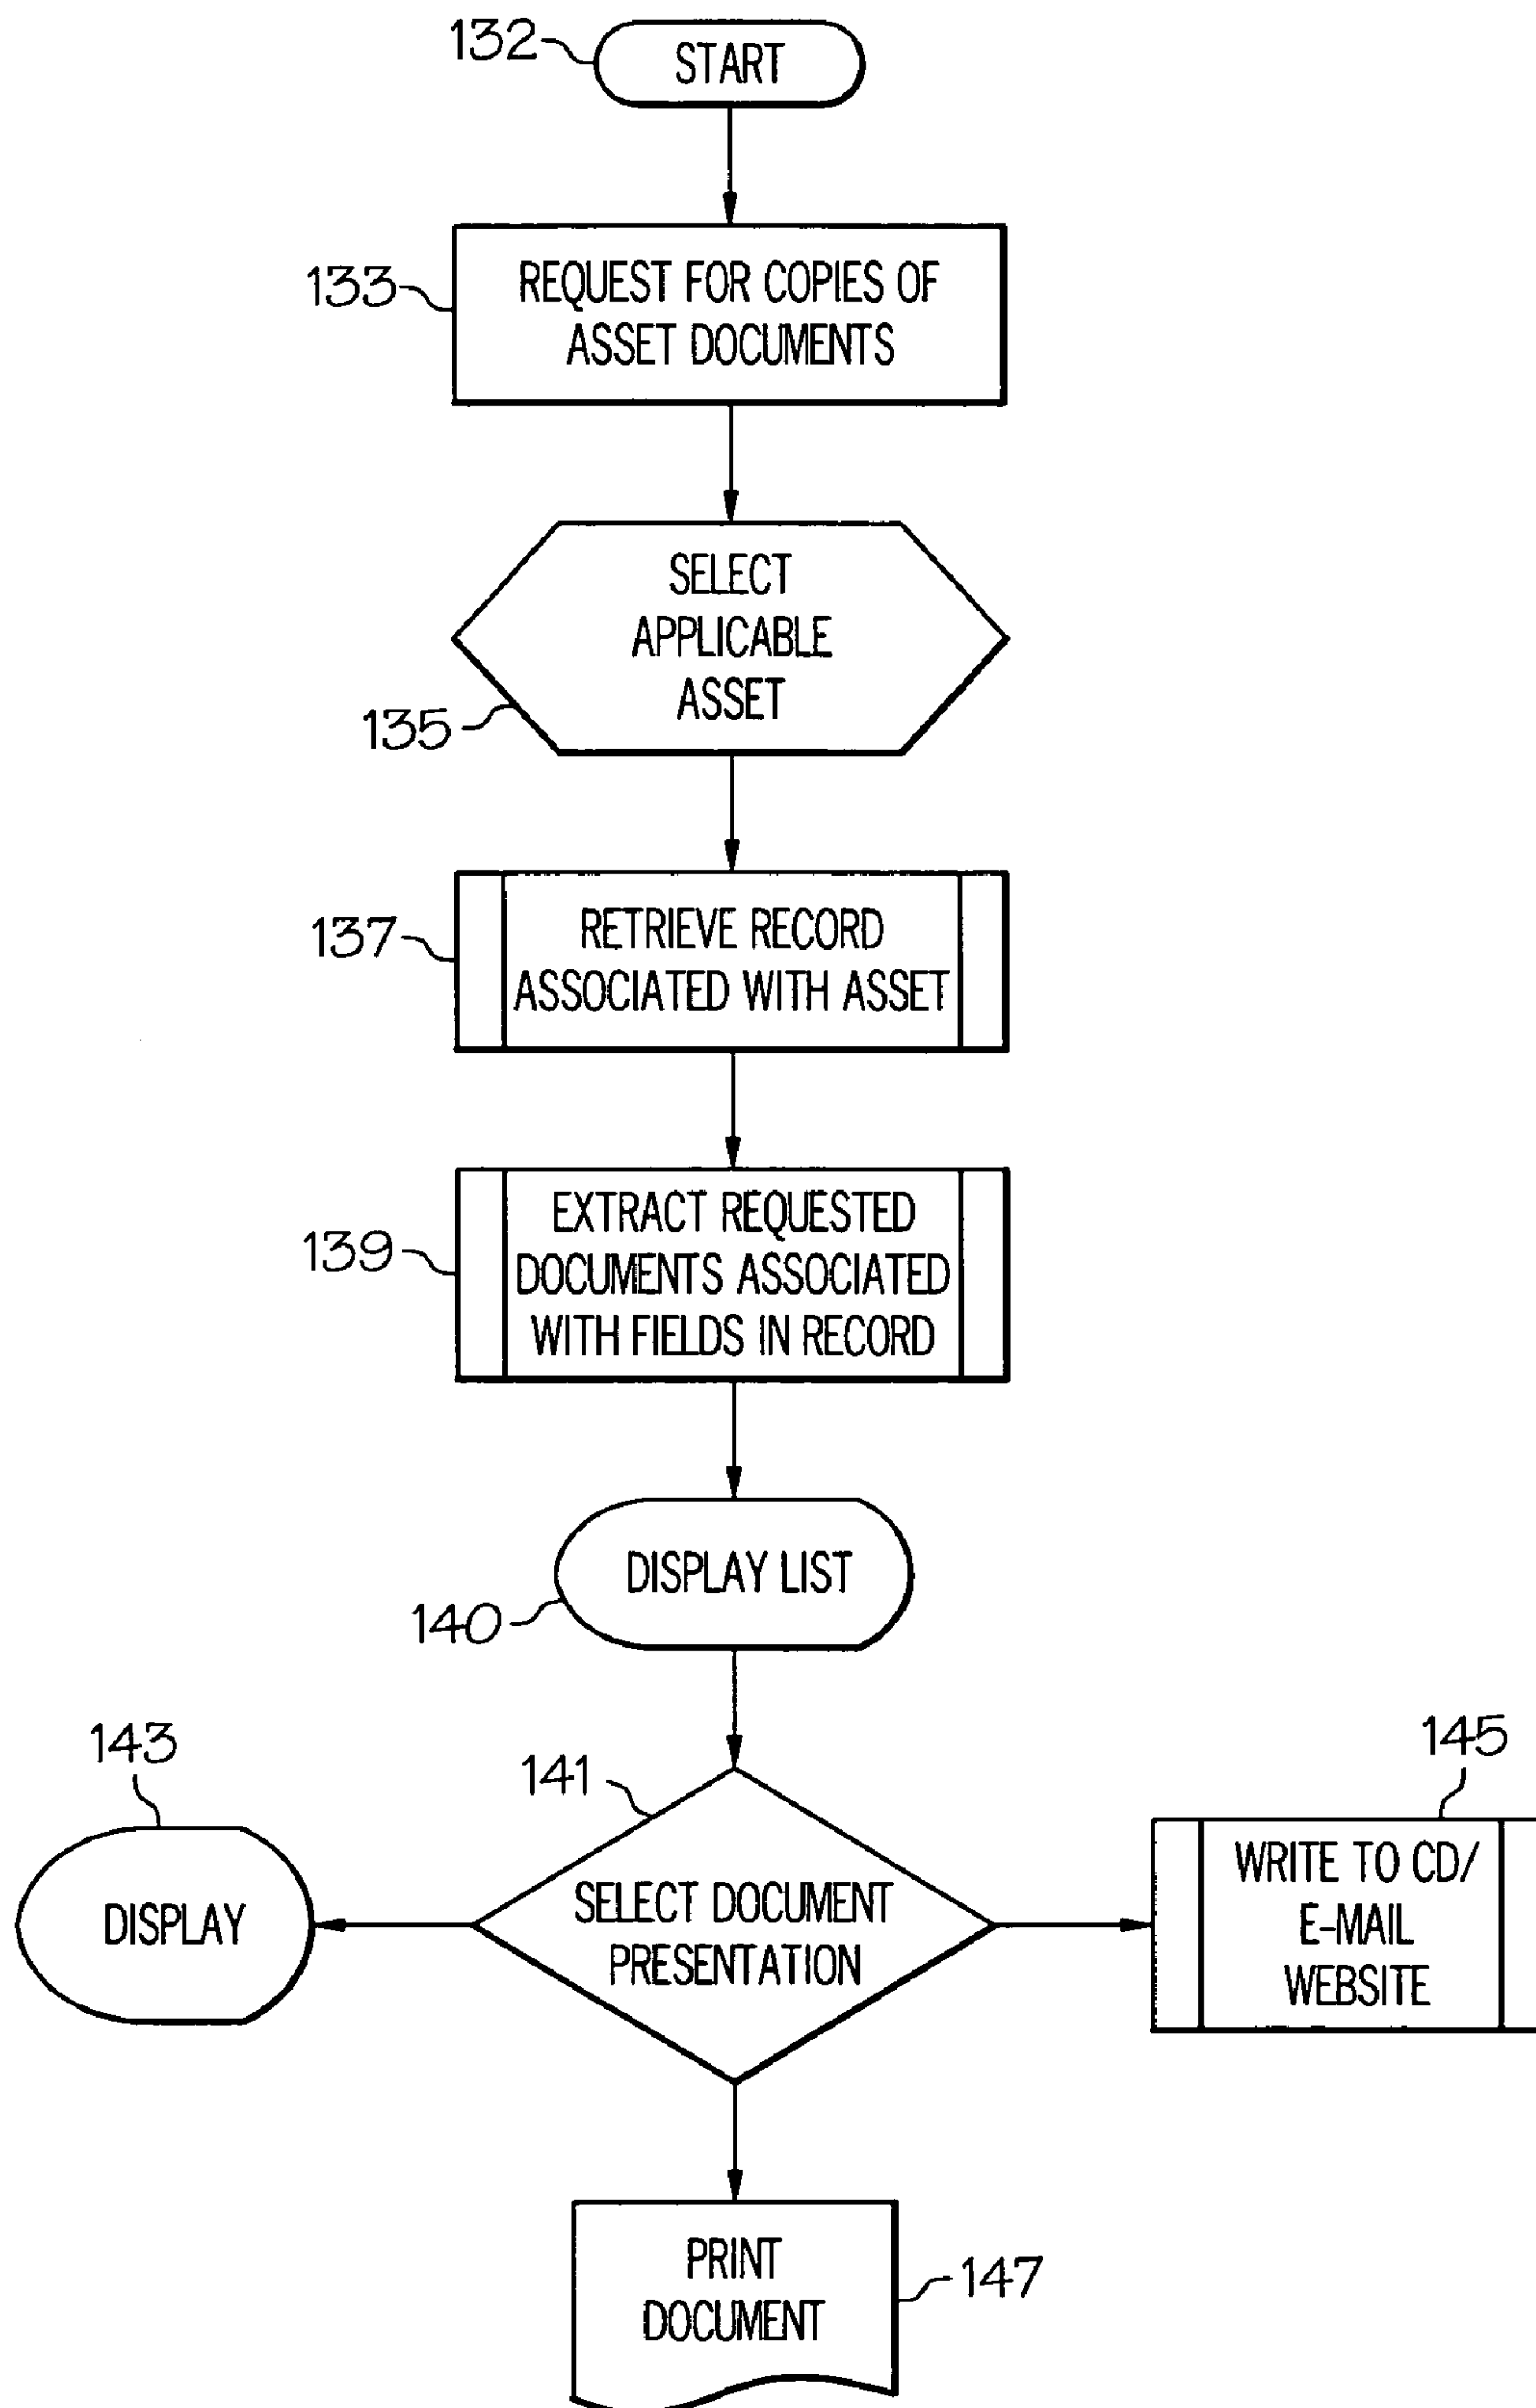 132
START
133
REQUEST FOR COPIES OF
ASSET DOCUMENTS
SELECT
APPLICABLE
ASSET
135
137
RETRIEVE RECORD
ASSOCIATED WITH ASSET
139
EXTRACT REQUESTED
DOCUMENTS ASSOCIATED
WITH FIELDS IN RECORD
DISPLAY LIST
140
143
141
145
DISPLAY
SELECT DOCUMENT
PRESENTATION
WRITE TO CD/
E-MAIL
WEBSITE
PRINT
DOCUMENT
147